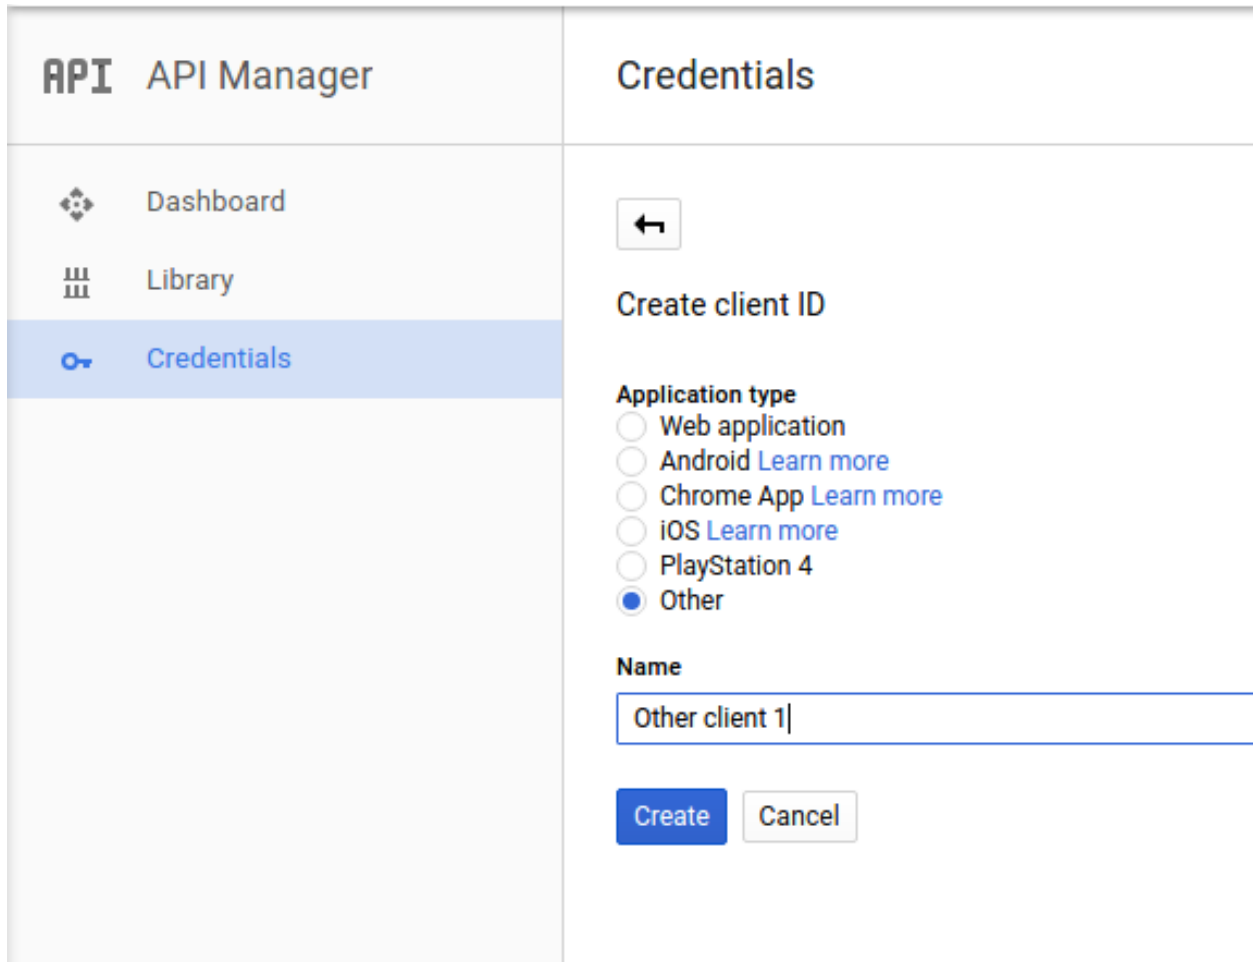 API API Manager
Credentials
Dashboard
Library
Credentials
Create client ID
Application type
Web application
Android Learn more
Chrome App Learn more
iOS Learn more
PlayStation 4
Other
Name
Other client 1
Create Cancel